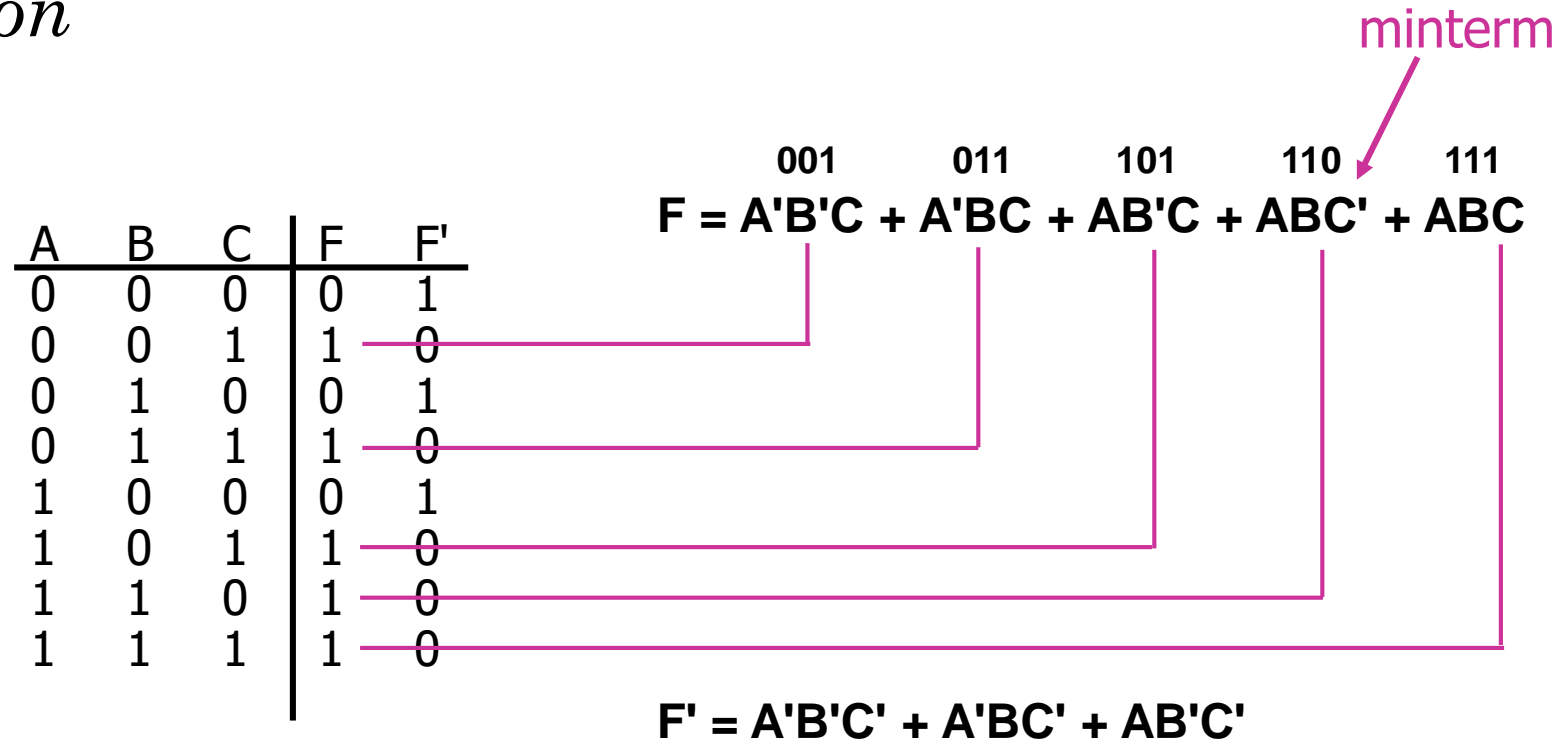 on
minterm
001 011 101 110 111
F = A'B'C + A'BC + AB'C + ABC' + ABC
A B C F F'
0 0 0 0 1
0 0 1 1 0
0 1 0 0 1
0 1 1 1 0
1 0 0 0 1
1 0 1 1 0
1 1 0 1 0
1 1 1 1 0
F' = A'B'C' + A'BC' + AB'C'